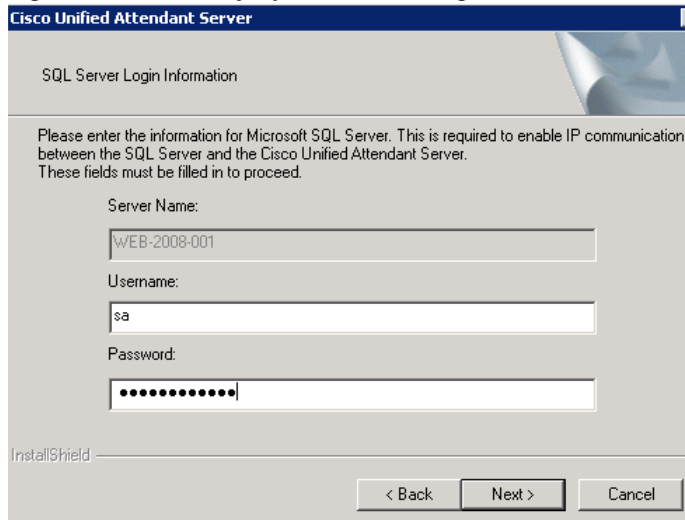 Cisco Unified Attendant Server
SQL Server Login Information
Please enter the information for Microsoft SQL Server. This is required to enable IP communication
between the SQL Server and the Cisco Unified Attendant Server.
These fields must be filled in to proceed.
Server Name:
WEB-2008-001
Username:
sa
Password:
●●●●●●●●●●●●
InstallShield
< Back
Next >
Cancel